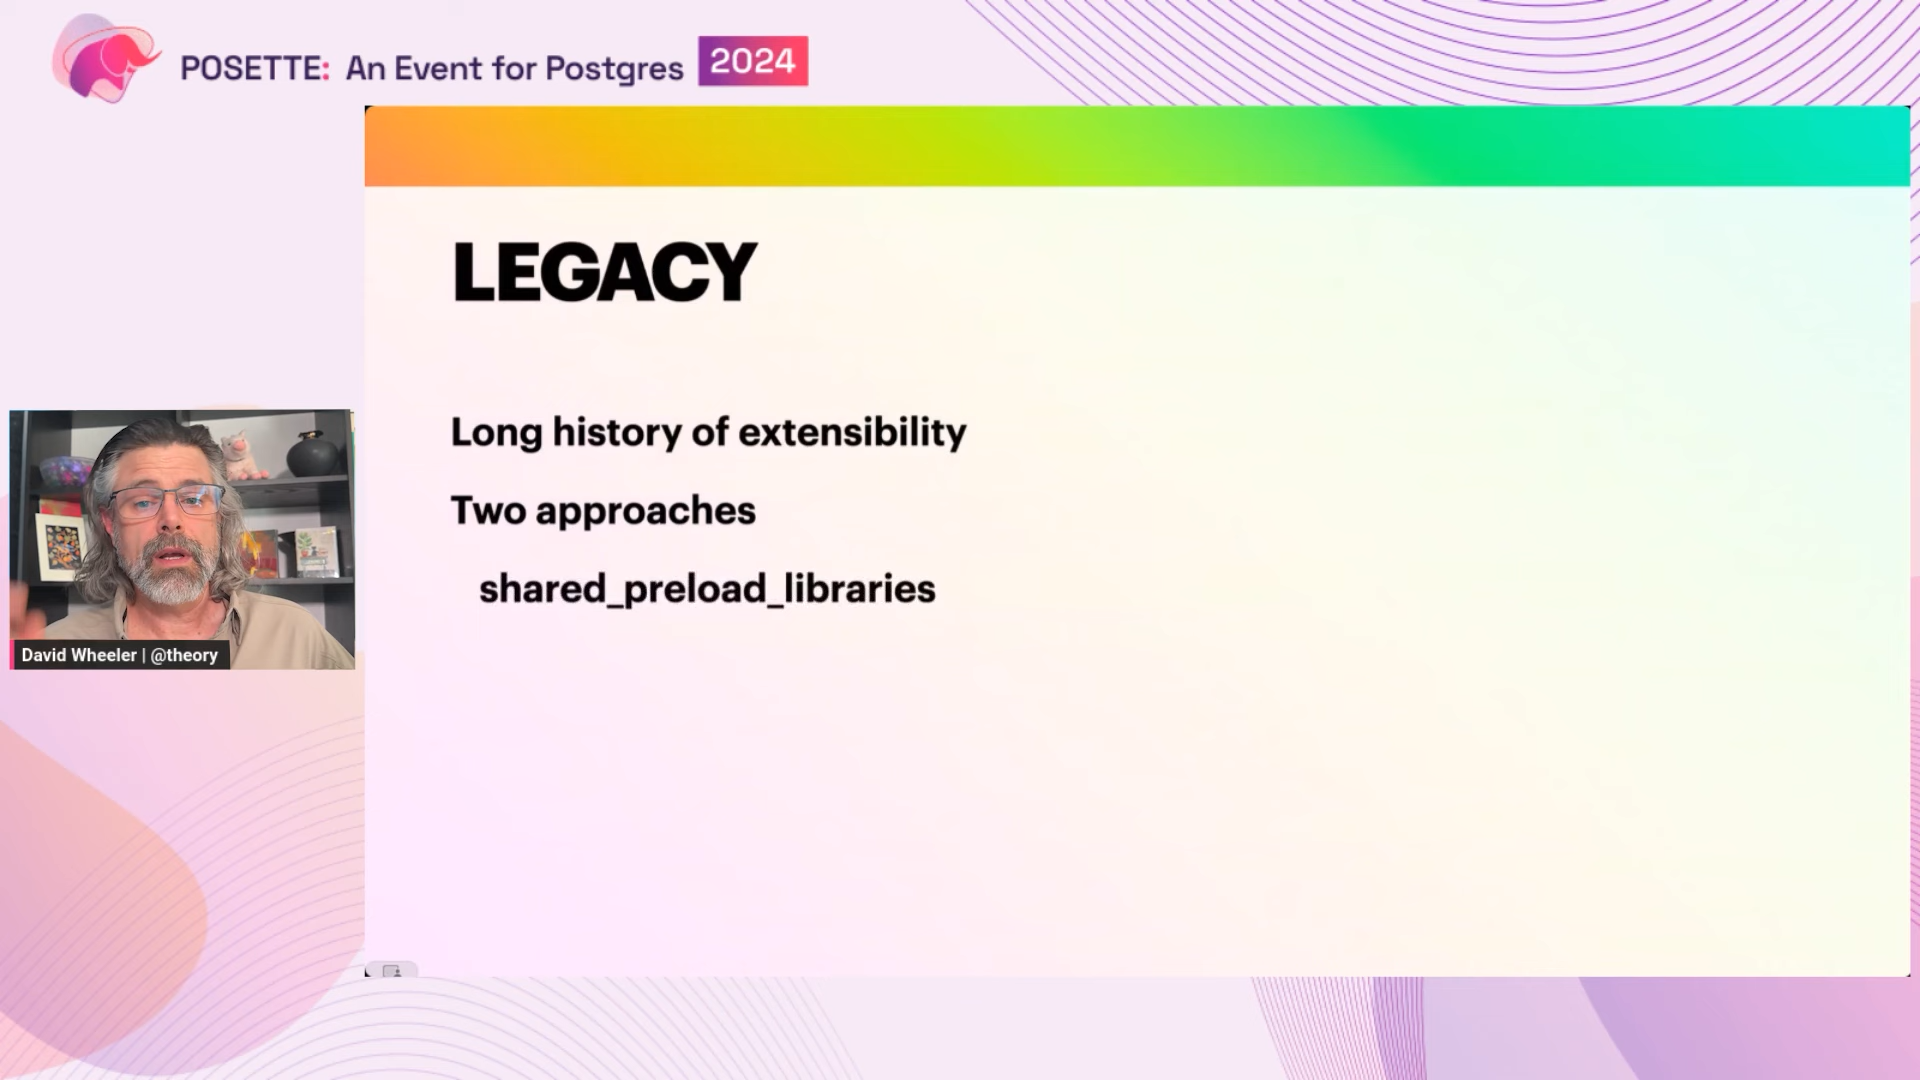 POSETTE: An Event for Postgres 2024
LEGACY
Long history of extensibility
Two approaches
shared_preload_libraries
David Wheeler | @theory